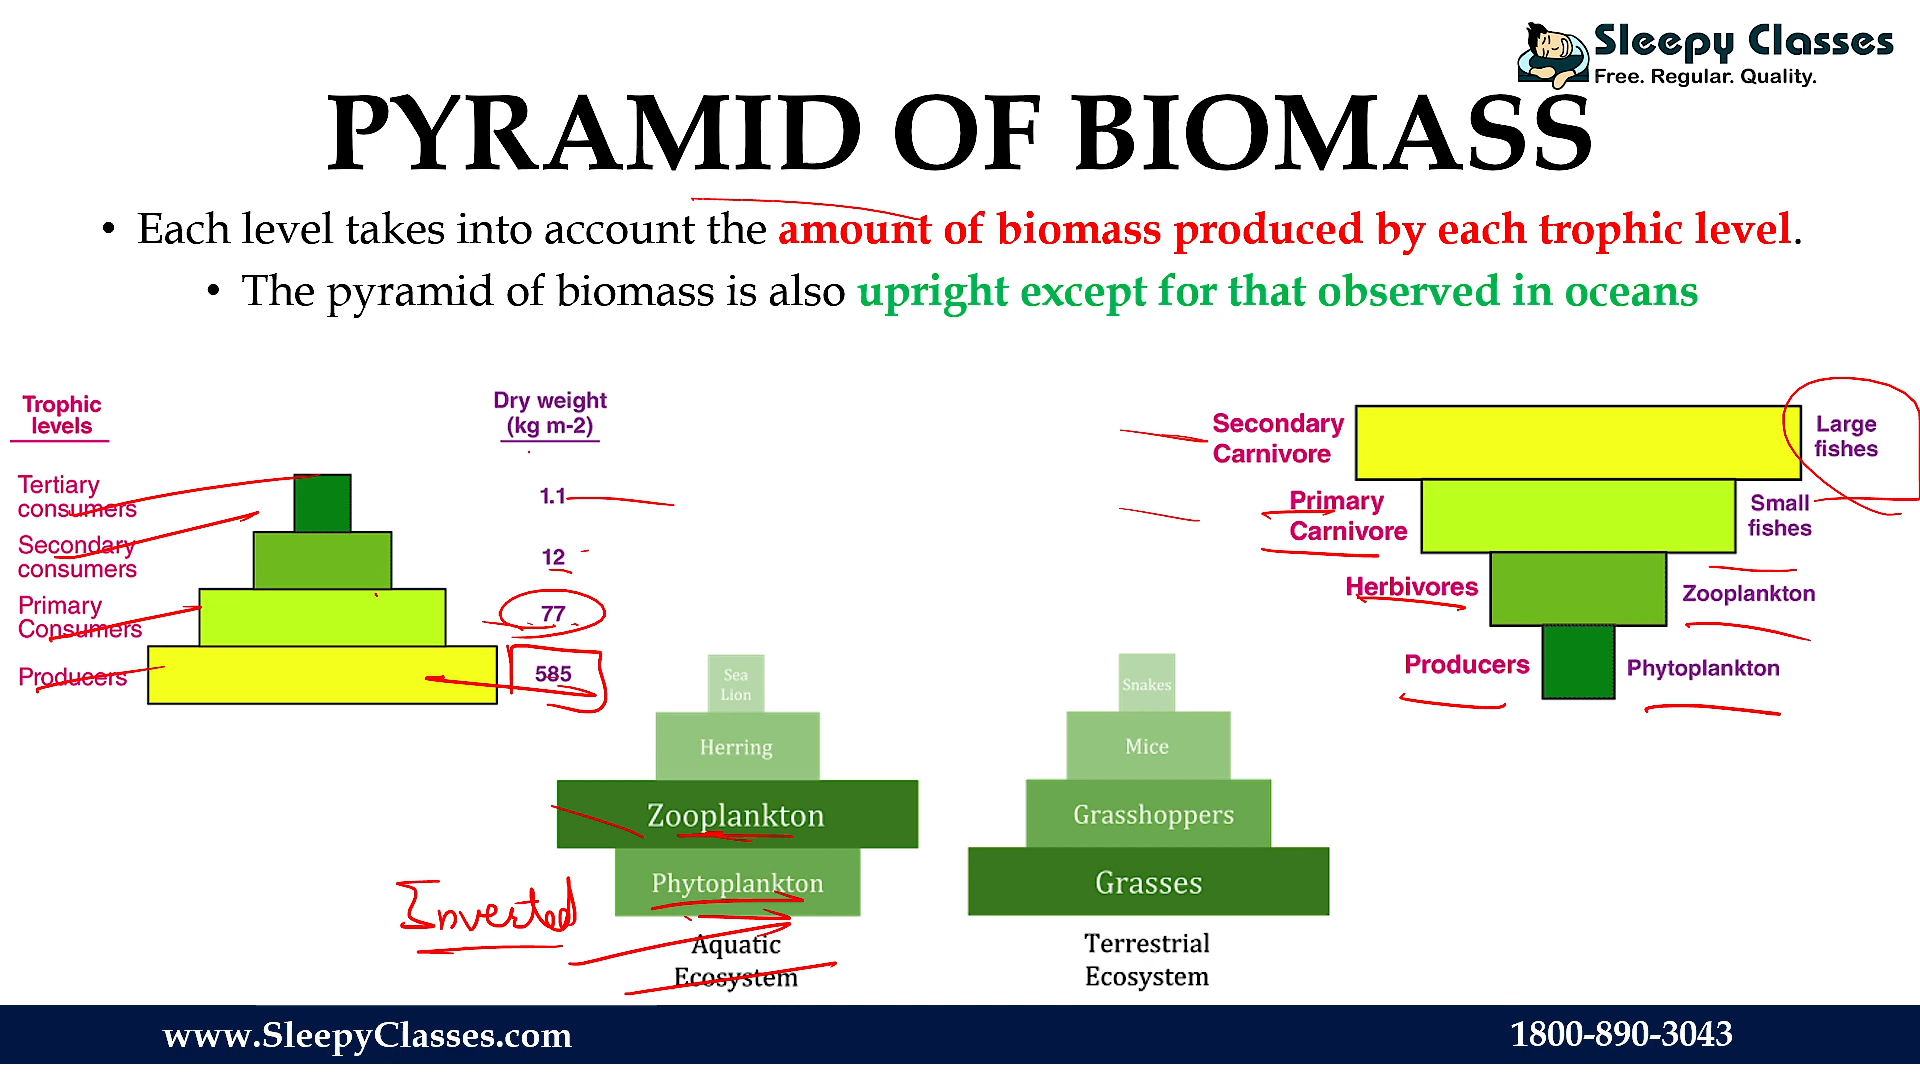 Sleepy Classes
Free. Regular. Quality.
PYRAMID OF BIOMASS
• Each level takes into account the amount of biomass produced by each trophic level.
• The pyramid of biomass is also upright except for that observed in oceans
Trophic
levels
Dry weight
(kg m-2)
Tertiary
consumers
1.1
Secondary
consumers
12
Primary
Consumers
77
Producers
585
Secondary
Carnivore
Large
fishes
Primary
Carnivore
Small
fishes
Herbivores
Zooplankton
Producers
Phytoplankton
Sea
Lion
Herring
Zooplankton
Phytoplankton
Aquatic
Ecosystem
Inverted
Snakes
Mice
Grasshoppers
Grasses
Terrestrial
Ecosystem
www.SleepyClasses.com
1800-890-3043